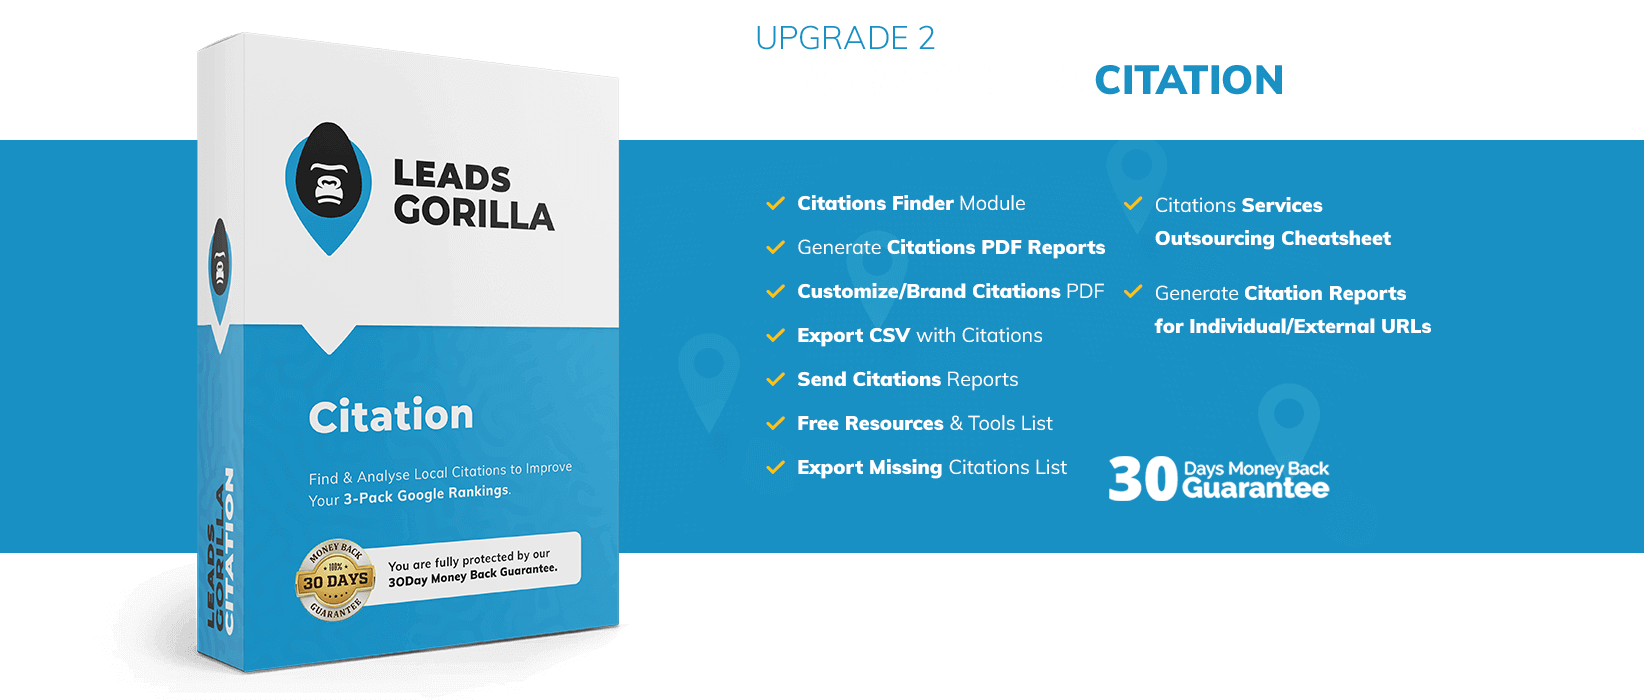 UPGRADE 2
CITATION
LEADS
GORILLA
Citation
Find & Analyse Local Citations to Improve
Your 3-Pack Google Rankings.
MONEY BACK
100%
30 DAYS
GUARANTEE
You are fully protected by our
30Day Money Back Guarantee.
LEADS
GORILLA
CITATION
Citations Finder Module
Generate Citations PDF Reports
Customize/Brand Citations PDF
Export CSV with Citations
Send Citations Reports
Free Resources & Tools List
Export Missing Citations List
Citations Services
Outsourcing Cheatsheet
Generate Citation Reports
for Individual/External URLs
30 Days Money Back
Guarantee